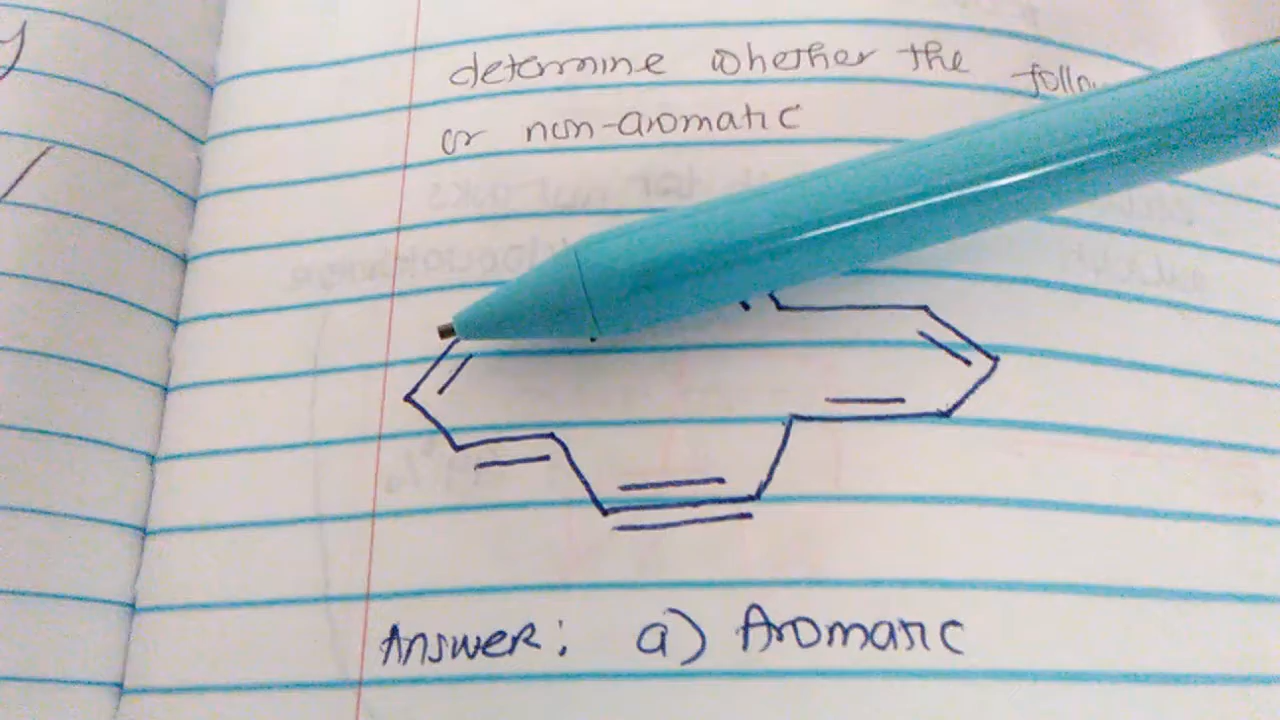 determine whether the
or non-aromatic
Answer: a) Aromatic